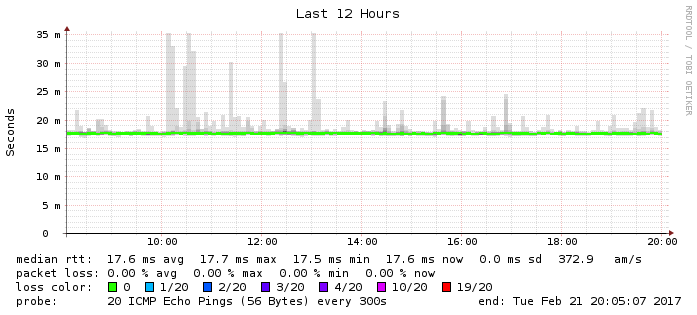 Last 12 Hours
RRDTOOL / TOBI OETIKER
Seconds
35 m
30 m
25 m
20 m
15 m
10 m
5 m
0
10:00 12:00 14:00 16:00 18:00 20:00
median rtt: 17.6 ms avg 17.7 ms max 17.5 ms min 17.6 ms now 0.0 ms sd 372.9 am/s
packet loss: 0.00 % avg 0.00 % max 0.00 % min 0.00 % now
loss color: 0 1/20 2/20 3/20 4/20 10/20 19/20
probe: 20 ICMP Echo Pings (56 Bytes) every 300s end: Tue Feb 21 20:05:07 2017